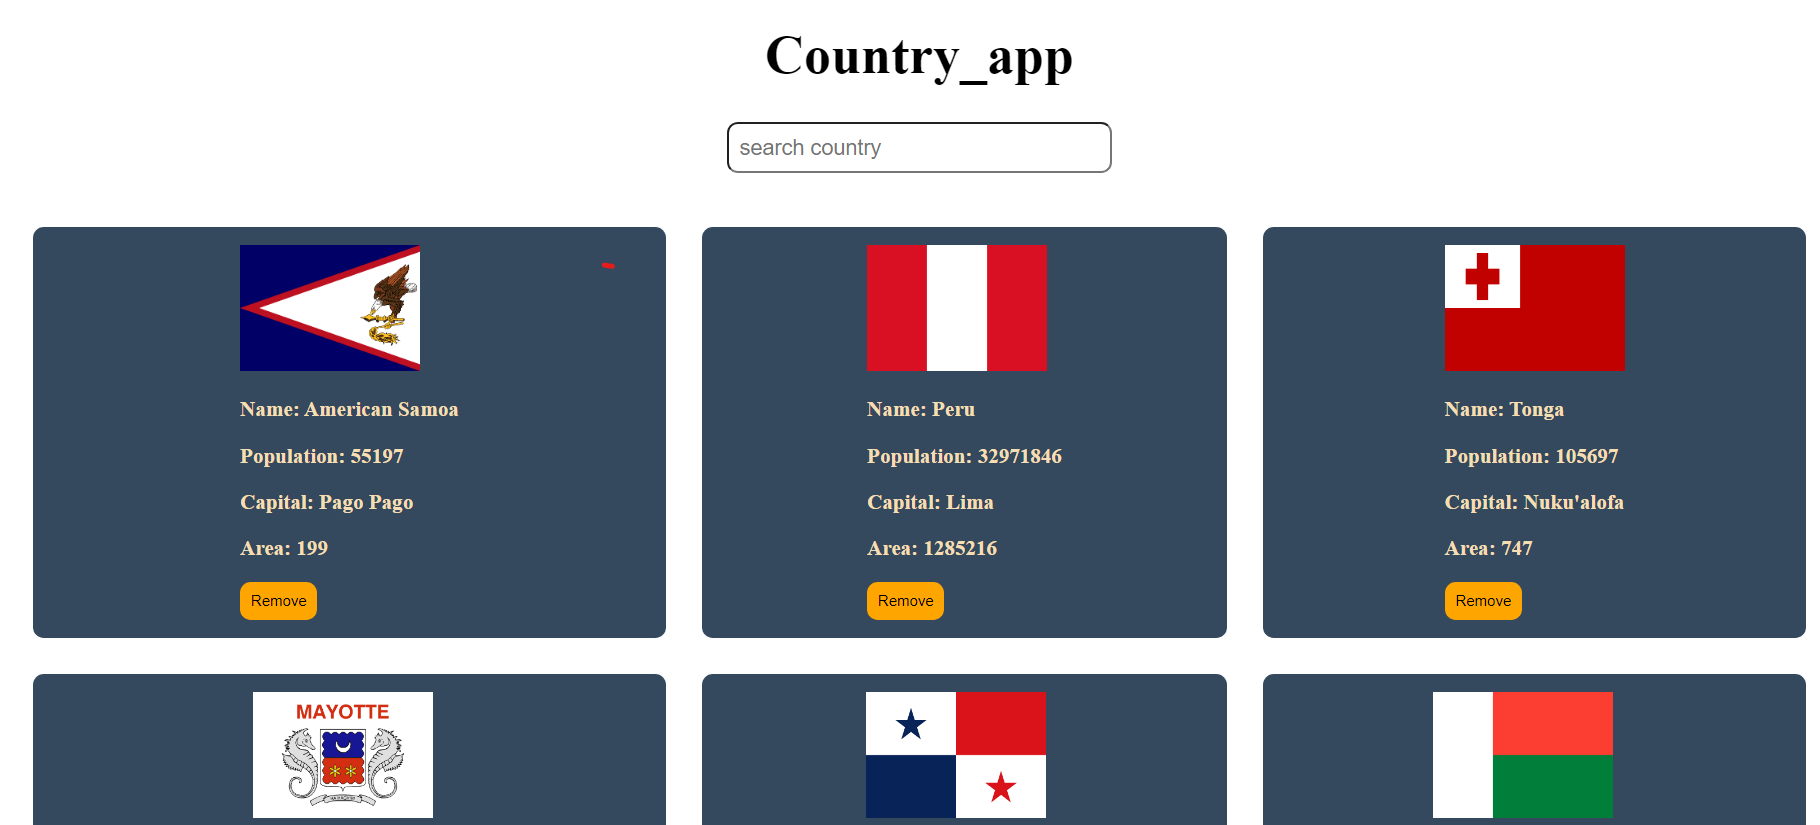 Country_app
search country
Name: American Samoa
Population: 55197
Capital: Pago Pago
Area: 199
Remove
Name: Peru
Population: 32971846
Capital: Lima
Area: 1285216
Remove
Name: Tonga
Population: 105697
Capital: Nuku'alofa
Area: 747
Remove
MAYOTTE